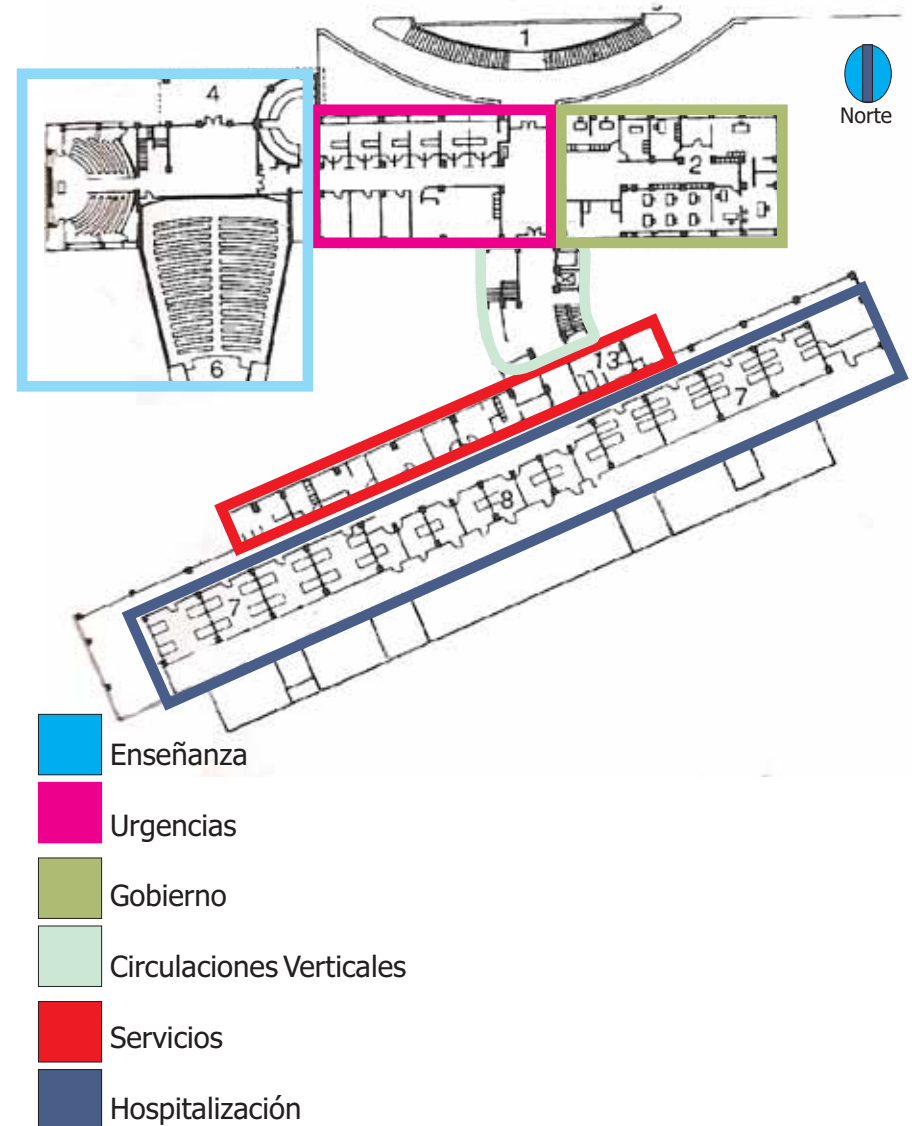 1
4
Norte
2
6
13
7
8
7
Enseñanza
Urgencias
Gobierno
Circulaciones Verticales
Servicios
Hospitalización